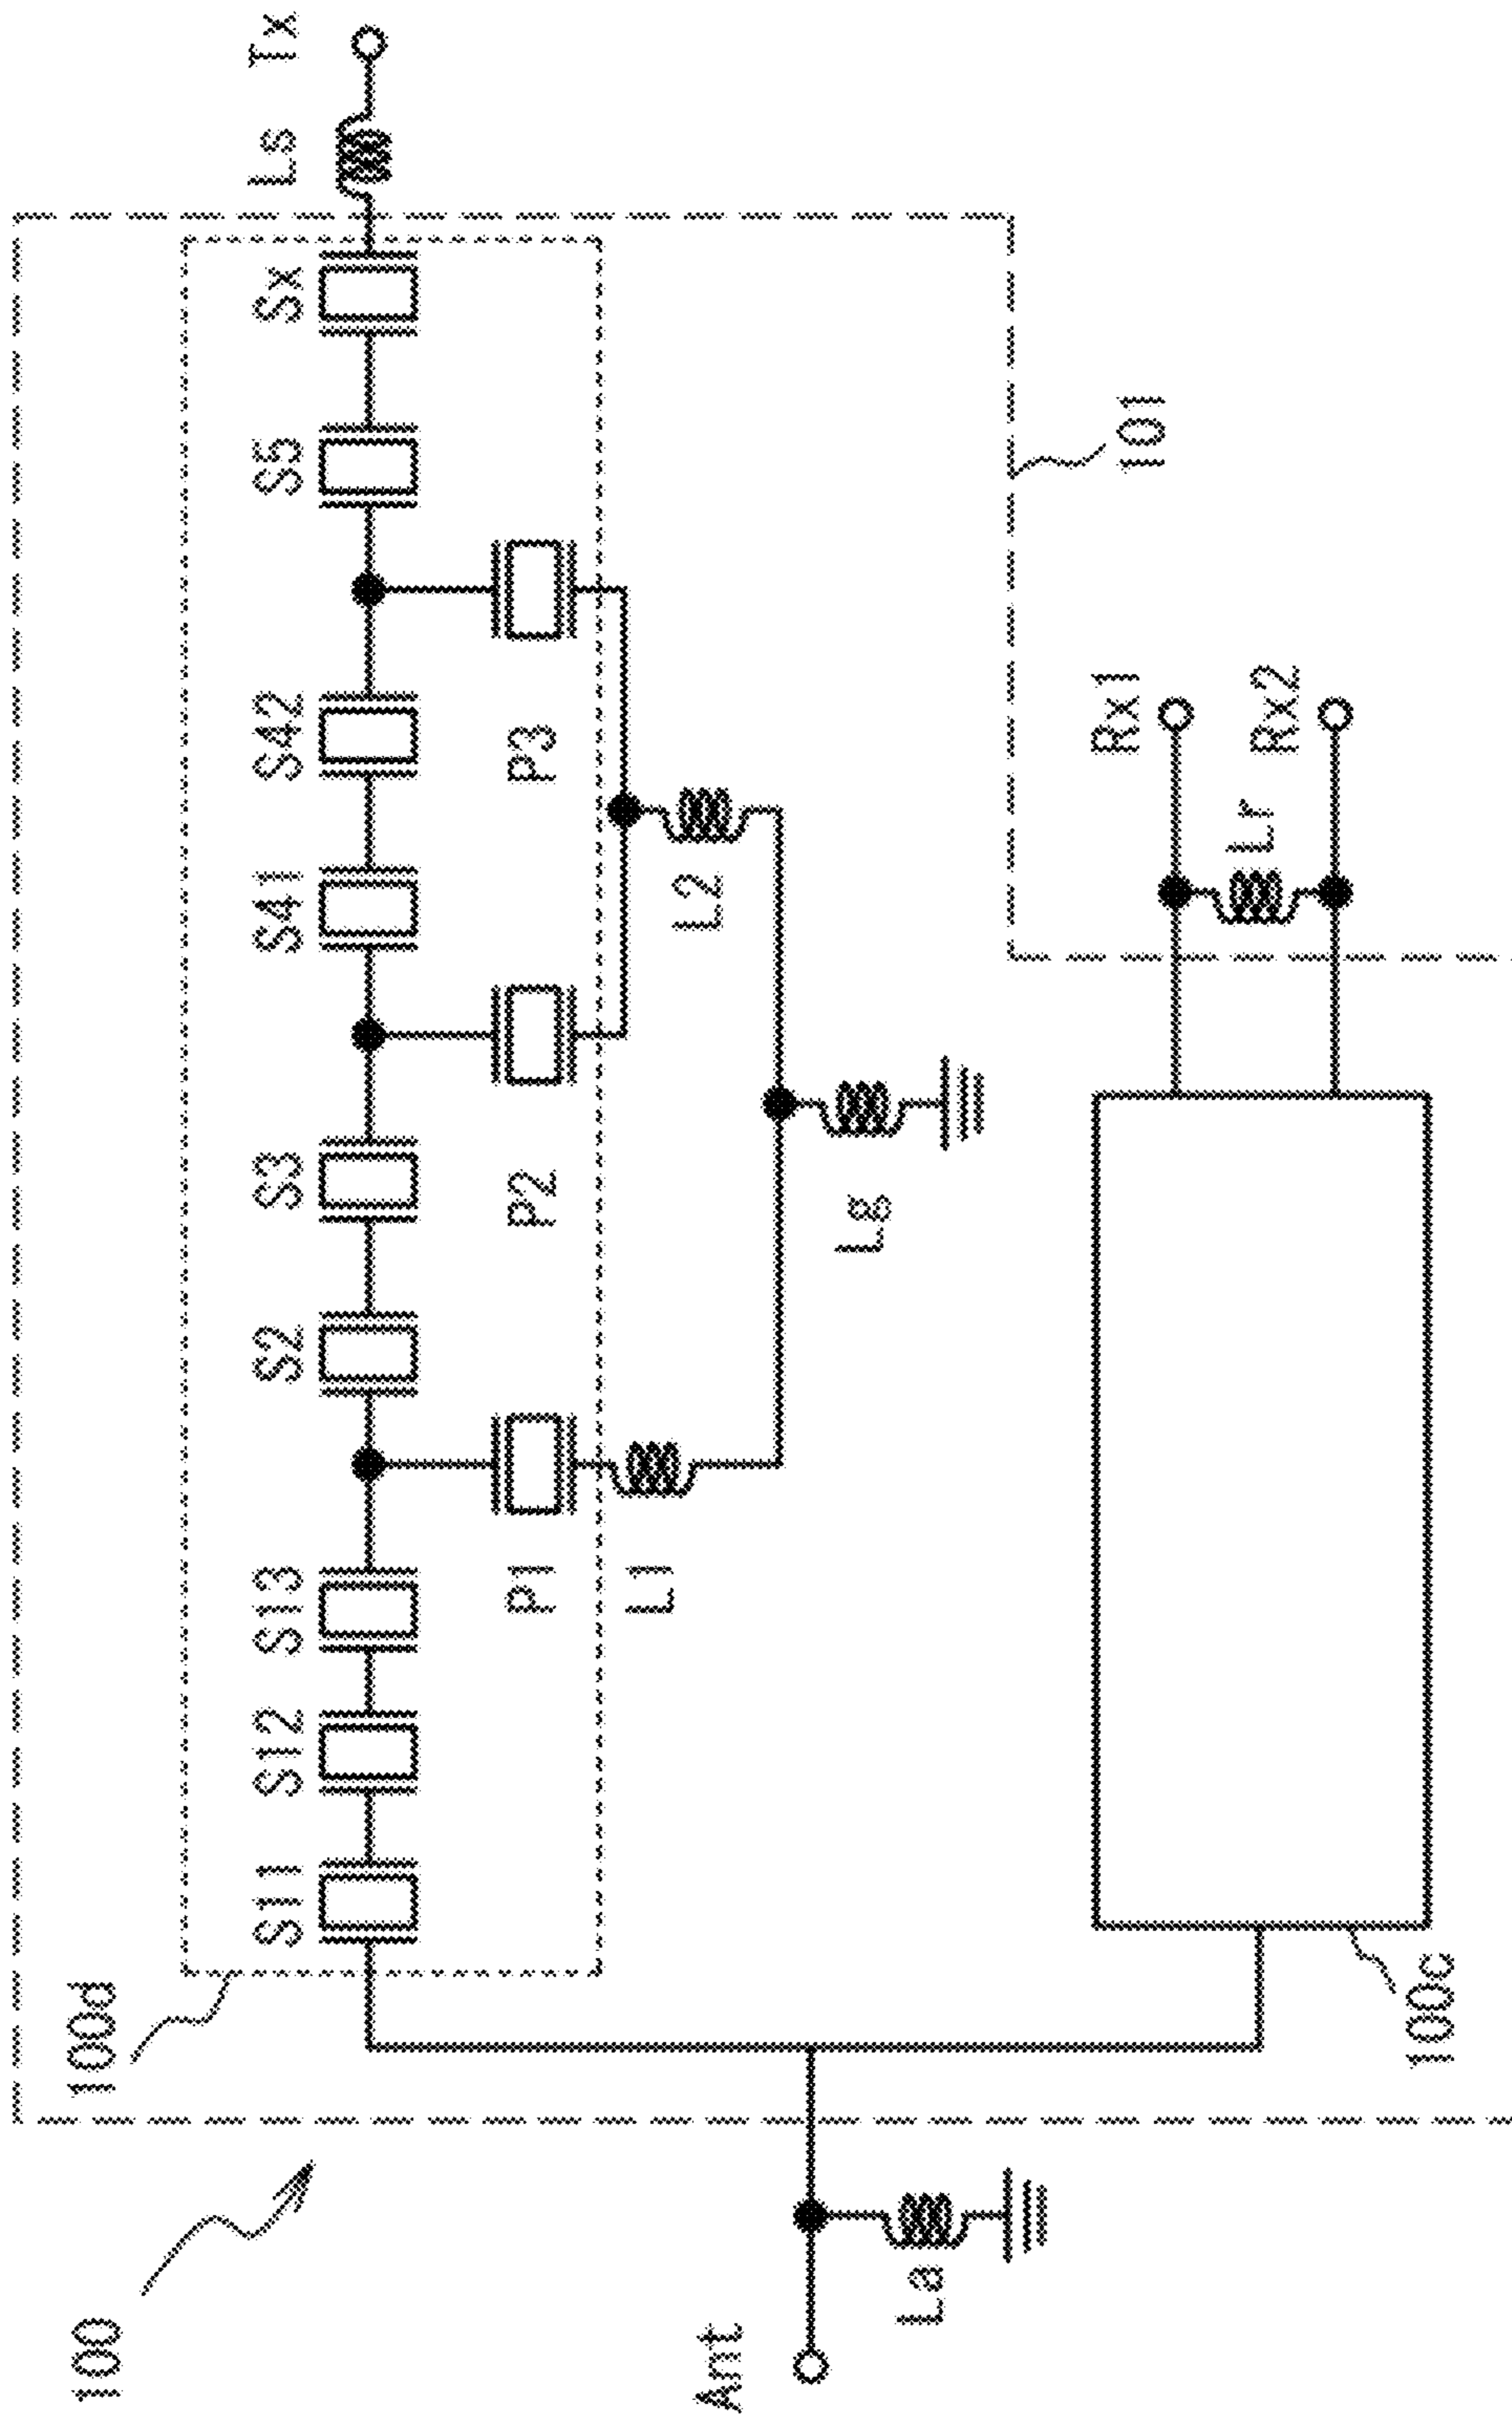 100
100d
S11
S12
S13
S2
S3
S41
S42
S5
Sx
Ls
Tx
P1
P2
P3
L1
L2
Lg
Ant
La
101
Rx1
Lr
Rx2
100c